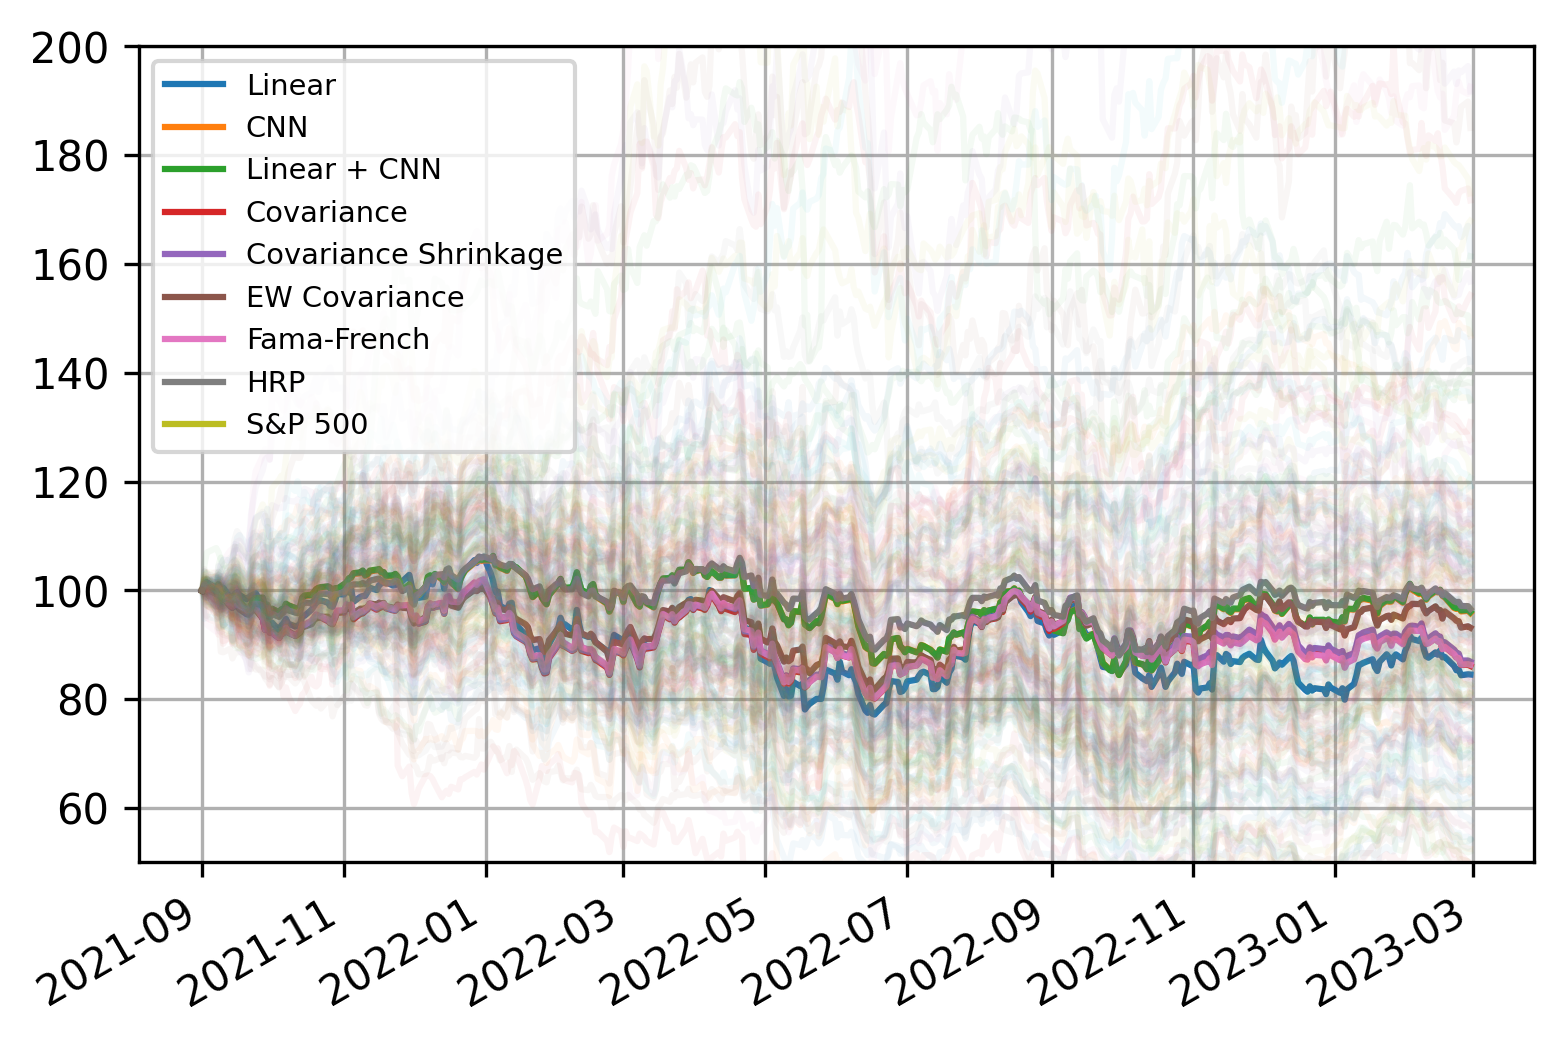 200
180
160
140
120
100
80
60
Linear
CNN
Linear + CNN
Covariance
Covariance Shrinkage
EW Covariance
Fama-French
HRP
S&P 500
2021-09
2021-11
2022-01
2022-03
2022-05
2022-07
2022-09
2022-11
2023-01
2023-03